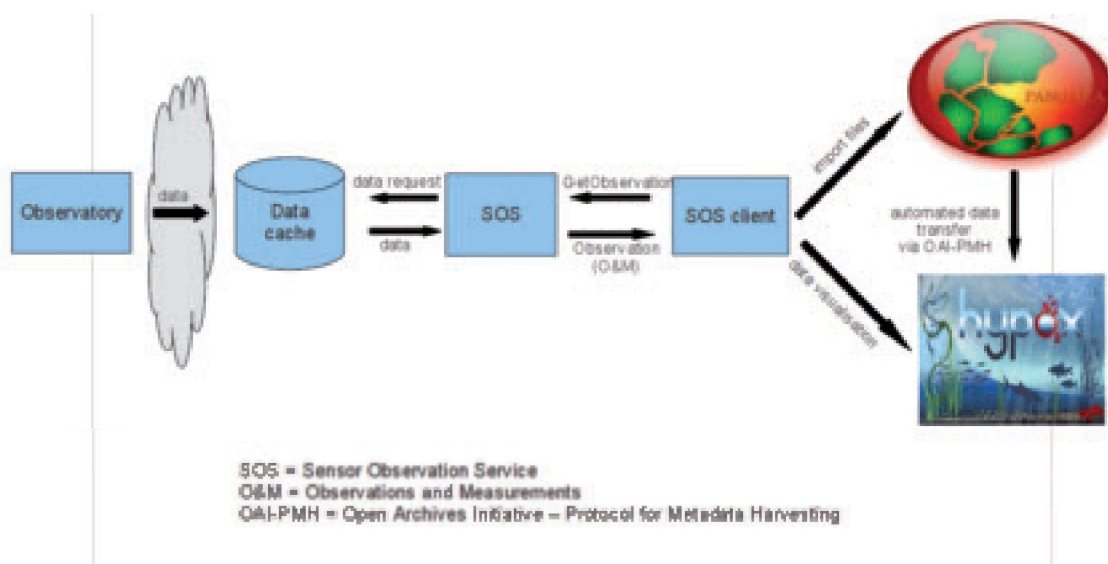 Observatory
data
Data
cache
data request
data
SOS
GetObservation
Observation
(O&M)
SOS client
import files
data visualisation
PANGAEA
automated data
transfer
via OAI-PMH
hypox
SOS = Sensor Observation Service
O&M = Observations and Measurements
OAI-PMH = Open Archives Initiative – Protocol for Metadata Harvesting